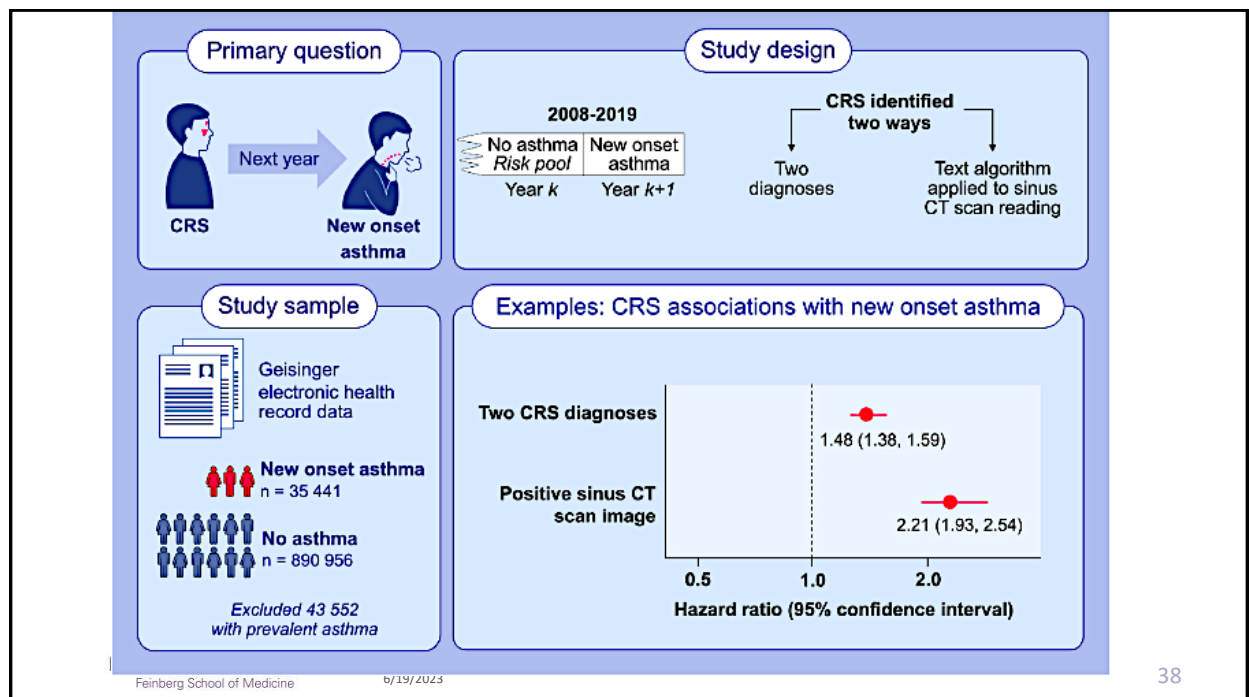 Primary question
Next year
CRS
New onset
asthma
Study design
2008-2019
No asthma
Risk pool
New onset
asthma
Year k
Year k+1
CRS identified
two ways
Two
diagnoses
Text algorithm
applied to sinus
CT scan reading
Study sample
Geisinger
electronic health
record data
New onset asthma
n = 35 441
No asthma
n = 890 956
Excluded 43 552
with prevalent asthma
Examples: CRS associations with new onset asthma
Two CRS diagnoses
1.48 (1.38, 1.59)
Positive sinus CT
scan image
2.21 (1.93, 2.54)
0.5
1.0
2.0
Hazard ratio (95% confidence interval)
Feinberg School of Medicine
6/19/2023
38